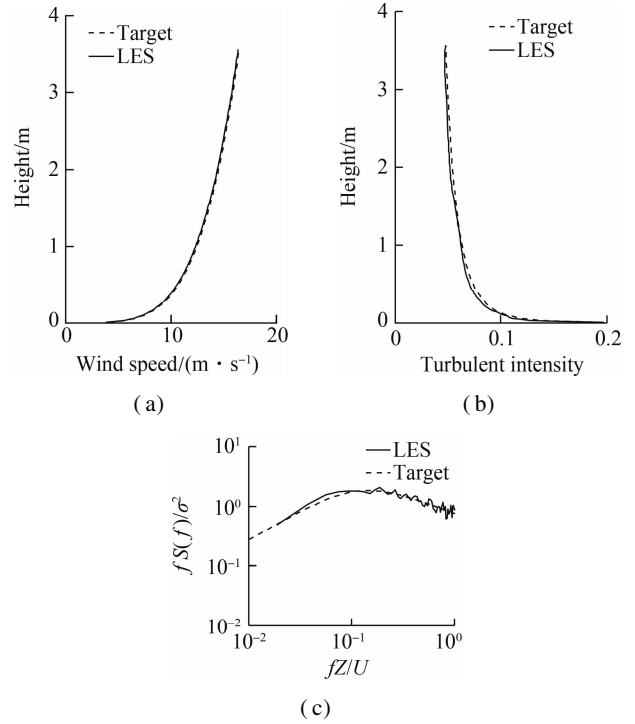 Target
LES
4
3
2
1
0
Height/m
0
10
20
Wind speed/(m · s⁻¹)
(a)
Target
LES
4
3
2
1
0
Height/m
0
0.1
0.2
Turbulent intensity
(b)
LES
Target
10¹
10⁰
10⁻¹
10⁻²
f S(f)/σ²
10⁻²
10⁻¹
10⁰
fZ/U
(c)